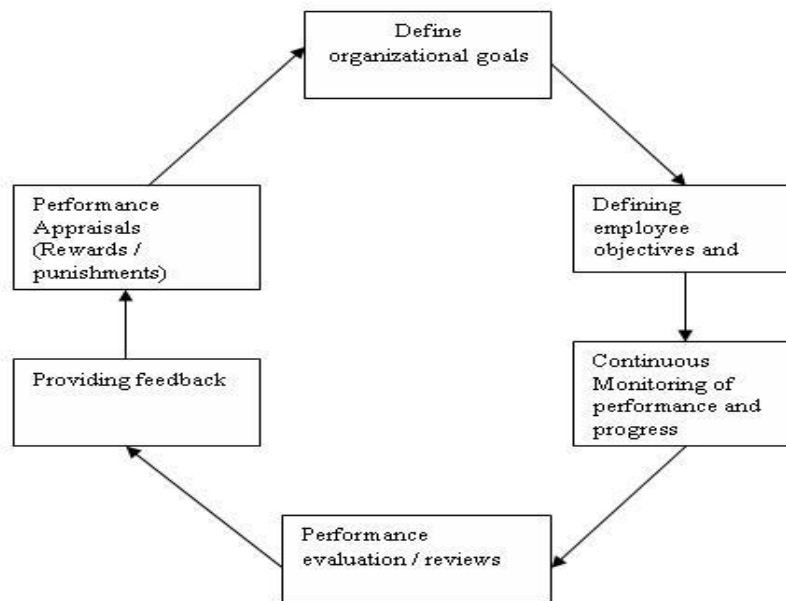 Define
organizational goals
Defining
employee
objectives and
Continuous
Monitoring of
performance and
progress
Performance
evaluation / reviews
Providing feedback
Performance
Appraisals
(Rewards /
punishments)